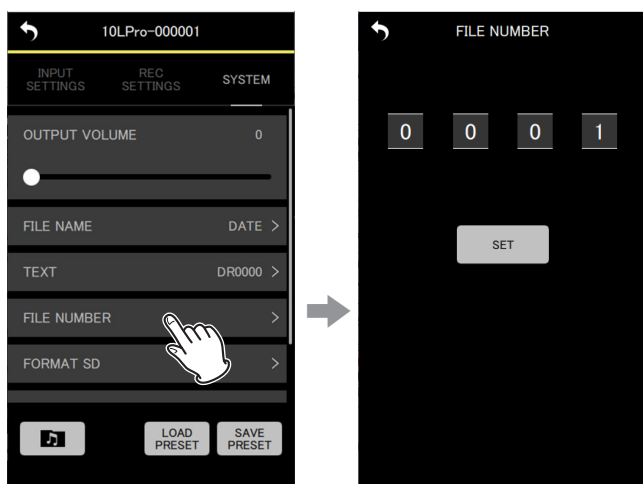 10LPro-000001
INPUT
SETTINGS
REC
SETTINGS
SYSTEM
OUTPUT VOLUME 0
FILE NAME DATE >
TEXT DR0000 >
FILE NUMBER >
FORMAT SD >
LOAD
PRESET
SAVE
PRESET
FILE NUMBER
0 0 0 1
SET